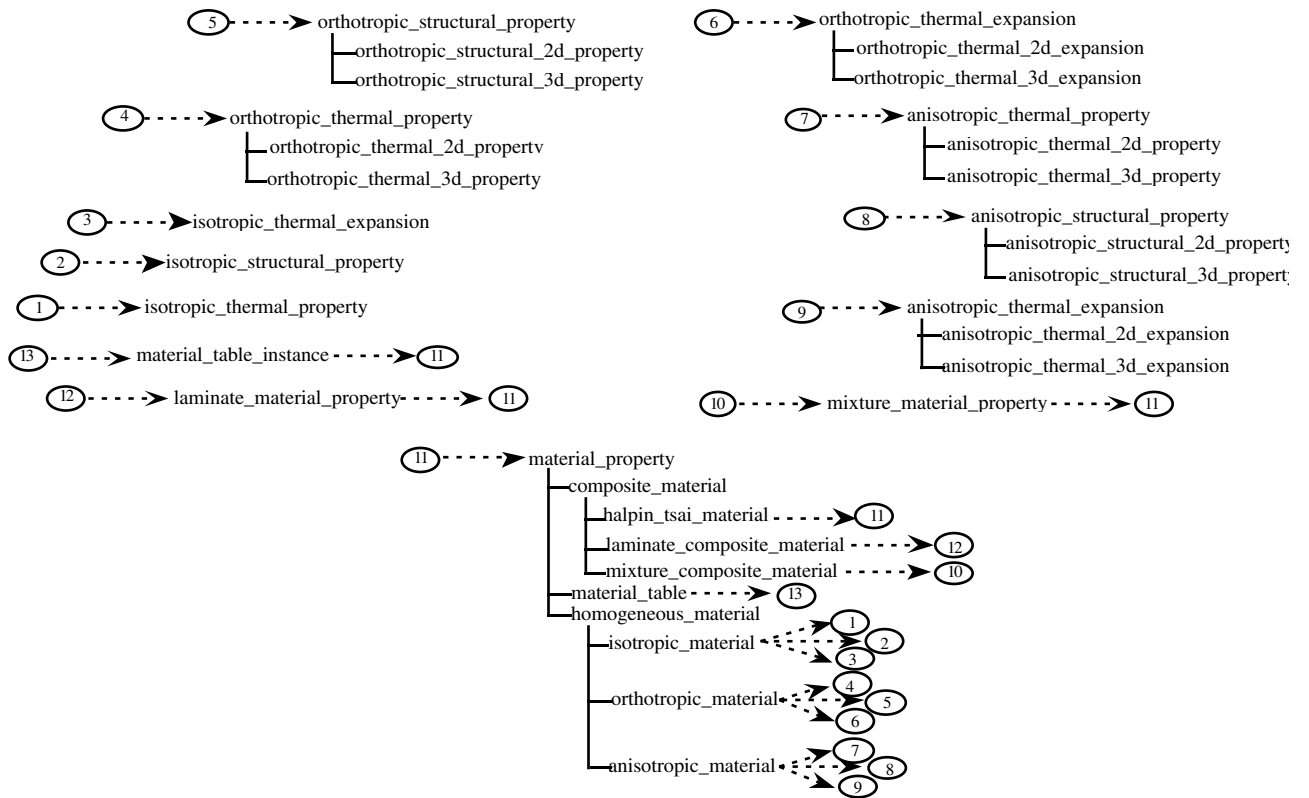 5 orthotropic_structural_property
orthotropic_structural_2d_property
orthotropic_structural_3d_property
4 orthotropic_thermal_property
orthotropic_thermal_2d_propertv
orthotropic_thermal_3d_property
3 isotropic_thermal_expansion
2 isotropic_structural_property
1 isotropic_thermal_property
13 material_table_instance 11
12 laminate_material_property 11
6 orthotropic_thermal_expansion
orthotropic_thermal_2d_expansion
orthotropic_thermal_3d_expansion
7 anisotropic_thermal_property
anisotropic_thermal_2d_property
anisotropic_thermal_3d_property
8 anisotropic_structural_property
anisotropic_structural_2d_property
anisotropic_structural_3d_property
9 anisotropic_thermal_expansion
anisotropic_thermal_2d_expansion
anisotropic_thermal_3d_expansion
10 mixture_material_property 11
11 material_property
composite_material
halpin_tsai_material 11
laminate_composite_material 12
mixture_composite_material 10
material_table 13
homogeneous_material
isotropic_material 1
2
3
orthotropic_material 4
5
6
anisotropic_material 7
8
9